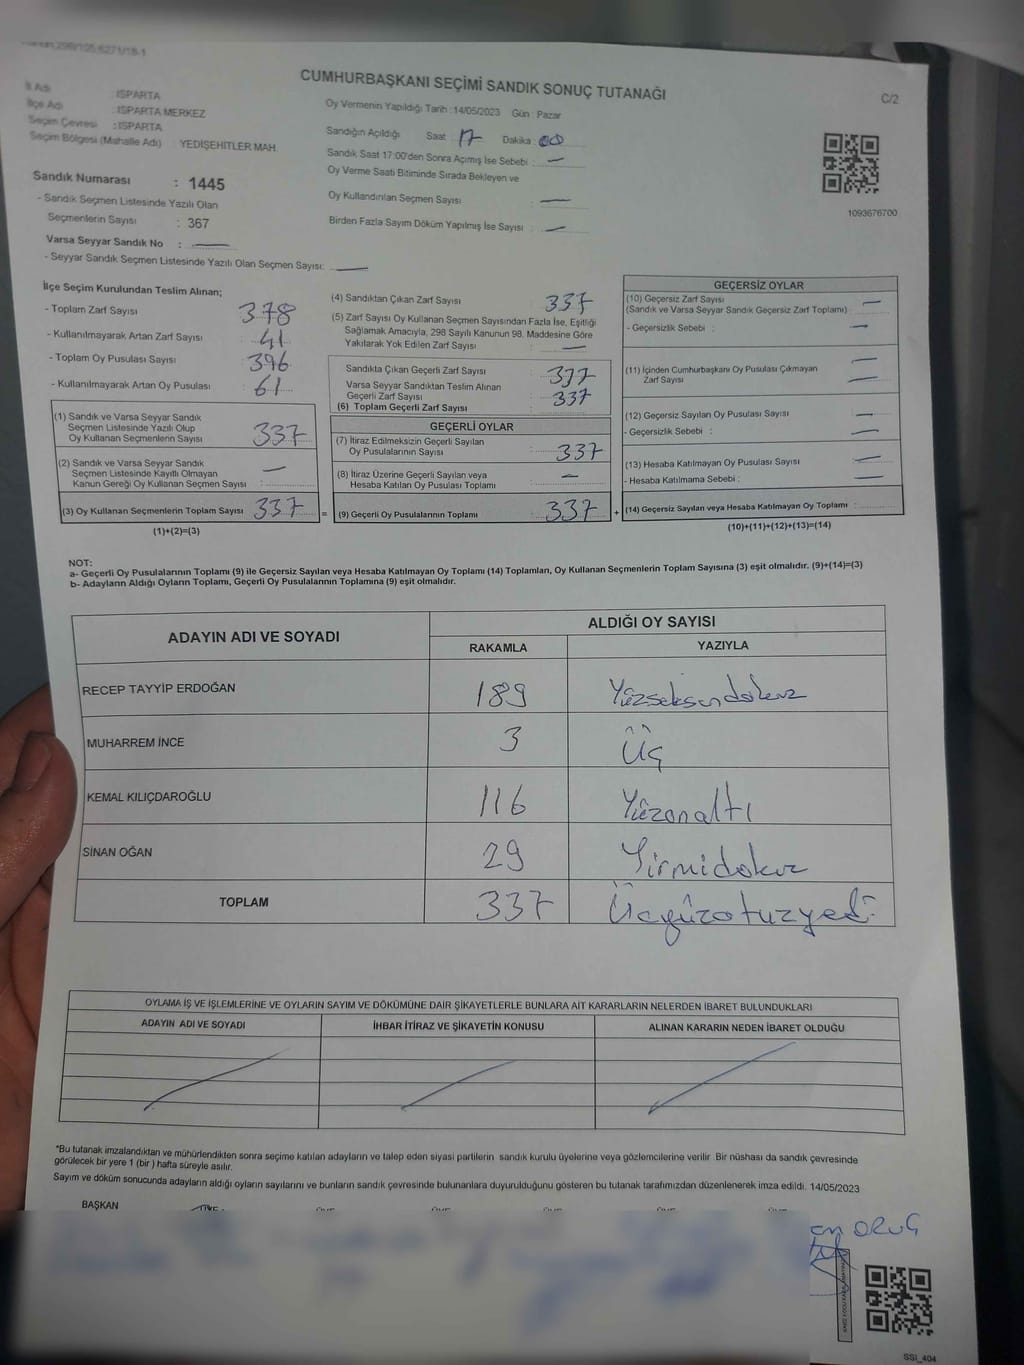 CUMHURBAŞKANI SEÇİMİ SANDIK SONUÇ TUTANAĞI
C/2
İl Adı : ISPARTA
İlçe Adı : ISPARTA MERKEZ
Seçim Çevresi : ISPARTA
Seçim Bölgesi (Mahalle Adı) : YEDİŞEHİTLER MAH.
Sandık Numarası : 1445
- Sandık Seçmen Listesinde Yazılı Olan
Seçmenlerin Sayısı : 367
Varsa Seyyar Sandık No : —
- Seyyar Sandık Seçmen Listesinde Yazılı Olan Seçmen Sayısı: —
Oy Vermenin Yapıldığı Tarih : 14/05/2023 Gün : Pazar
Sandığın Açıldığı Saat : 17 Dakika : 00
Sandık Saat 17:00'den Sonra Açımış İse Sebebi : —
Oy Verme Saati Bitiminde Sırada Bekleyen ve
Oy Kullandırılan Seçmen Sayısı : —
Birden Fazla Sayım Döküm Yapılmış İse Sayısı : —
1093676700
İlçe Seçim Kurulundan Teslim Alınan;
- Toplam Zarf Sayısı : 378
- Kullanılmayarak Artan Zarf Sayısı : 41
- Toplam Oy Pusulası Sayısı : 396
- Kullanılmayarak Artan Oy Pusulası : 61
(1) Sandık ve Varsa Seyyar Sandık
Seçmen Listesinde Yazılı Olup
Oy Kullanan Seçmenlerin Sayısı : 337
(2) Sandık ve Varsa Seyyar Sandık
Seçmen Listesinde Kayıtlı Olmayan
Kanun Gereği Oy Kullanan Seçmen Sayısı : —
(3) Oy Kullanan Seçmenlerin Toplam Sayısı 337 =
(1)+(2)=(3)
(4) Sandıktan Çıkan Zarf Sayısı : 337
(5) Zarf Sayısı Oy Kullanan Seçmen Sayısından Fazla İse, Eşitliği
Sağlamak Amacıyla, 298 Sayılı Kanunun 98. Maddesine Göre
Yakılarak Yok Edilen Zarf Sayısı : —
Sandıkta Çıkan Geçerli Zarf Sayısı : 337
Varsa Seyyar Sandıktan Teslim Alınan
Geçerli Zarf Sayısı : 337
(6) Toplam Geçerli Zarf Sayısı
GEÇERLİ OYLAR
(7) İtiraz Edilmeksizin Geçerli Sayılan
Oy Pusulalarının Sayısı : 337
(8) İtiraz Üzerine Geçerli Sayılan veya
Hesaba Katılan Oy Pusulası Toplamı : —
(9) Geçerli Oy Pusulalarının Toplamı : 337 +
GEÇERSİZ OYLAR
(10) Geçersiz Zarf Sayısı
(Sandık ve Varsa Seyyar Sandık Geçersiz Zarf Toplamı) : —
- Geçersizlik Sebebi : —
(11) İçinden Cumhurbaşkanı Oy Pusulası Çıkmayan
Zarf Sayısı —
(12) Geçersiz Sayılan Oy Pusulası Sayısı : —
- Geçersizlik Sebebi : —
(13) Hesaba Katılmayan Oy Pusulası Sayısı : —
- Hesaba Katılmama Sebebi : —
(14) Geçersiz Sayılan veya Hesaba Katılmayan Oy Toplamı :
(10)+(11)+(12)+(13)=(14)
NOT:
a- Geçerli Oy Pusulalarının Toplamı (9) ile Geçersiz Sayılan veya Hesaba Katılmayan Oy Toplamı (14) Toplamları, Oy Kullanan Seçmenlerin Toplam Sayısına (3) eşit olmalıdır. (9)+(14)=(3)
b- Adayların Aldığı Oyların Toplamı, Geçerli Oy Pusulalarının Toplamına (9) eşit olmalıdır.
ADAYIN ADI VE SOYADI
ALDIĞI OY SAYISI
RAKAMLA YAZIYLA
RECEP TAYYİP ERDOĞAN 189 Yüzseksendokuz
MUHARREM İNCE 3 Üç
KEMAL KILIÇDAROĞLU 116 Yüzonaltı
SİNAN OĞAN 29 Yirmidokuz
TOPLAM 337 Üçyüzotuzyedi
OYLAMA İŞ VE İŞLEMLERİNE VE OYLARIN SAYIM VE DÖKÜMÜNE DAİR ŞİKAYETLERLE BUNLARA AİT KARARLARIN NELERDEN İBARET BULUNDUKLARI
ADAYIN ADI VE SOYADI İHBAR İTİRAZ VE ŞİKAYETİN KONUSU ALINAN KARARIN NEDEN İBARET OLDUĞU
*Bu tutanak imzalandıktan ve mühürlendikten sonra seçime katılan adayların ve talep eden siyasi partilerin sandık kurulu üyelerine veya gözlemcilerine verilir Bir nüshası da sandık çevresinde
görülecek bir yere 1 (bir ) hafta süreyle asılır.
Sayım ve döküm sonucunda adayların aldığı oyların sayılarını ve bunların sandık çevresinde bulunanlara duyurulduğunu gösteren bu tutanak tarafımızdan düzenlenerek imza edildi. 14/05/2023
BAŞKAN
ORUÇ
SSI_404